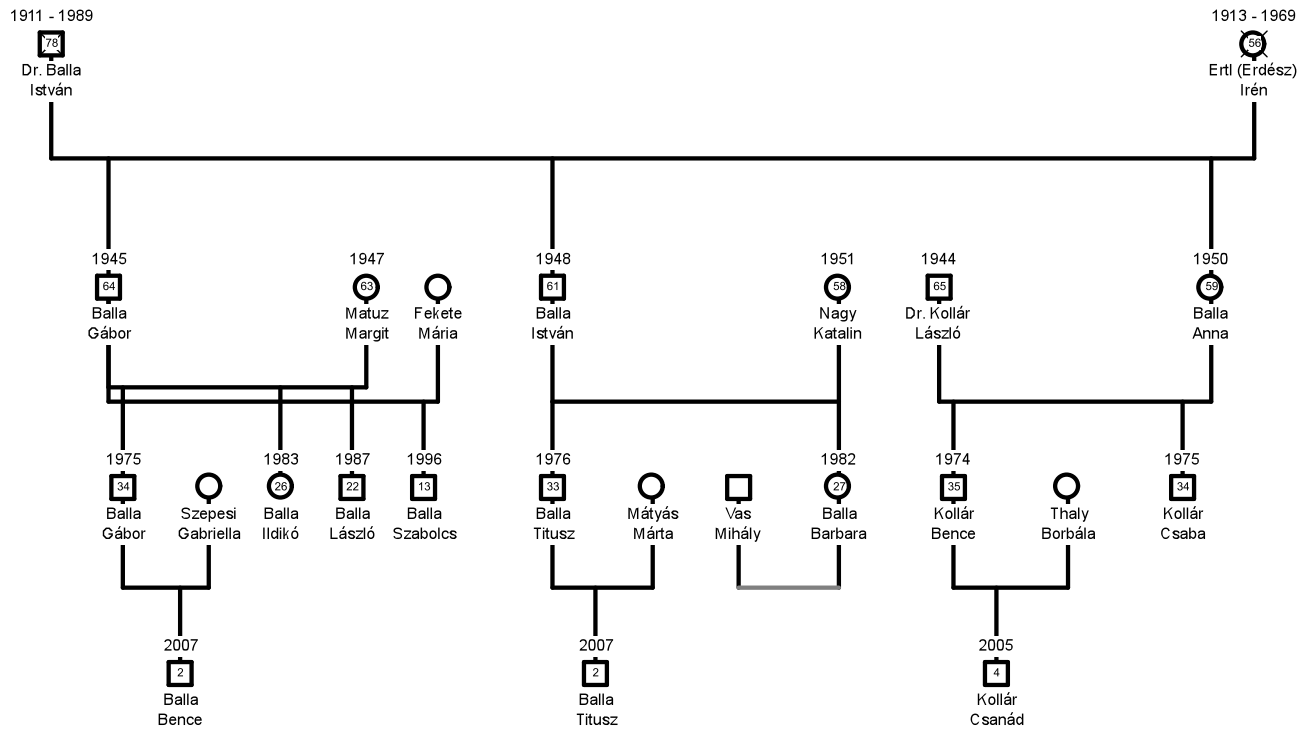 1911 - 1989
78
Dr. Balla
István
1913 - 1969
56
Ertl (Erdész)
Irén
1945
64
Balla
Gábor
1947
63
Matuz
Margit
Fekete
Mária
1948
61
Balla
István
1951
58
Nagy
Katalin
1944
65
Dr. Kollár
László
1950
59
Balla
Anna
1975
34
Balla
Gábor
Szepesi
Gabriella
1983
26
Balla
Ildikó
1987
22
Balla
László
1996
13
Balla
Szabolcs
1976
33
Balla
Titusz
Mátyás
Márta
Vas
Mihály
1982
27
Balla
Barbara
1974
35
Kollár
Bence
Thaly
Borbála
1975
34
Kollár
Csaba
2007
2
Balla
Bence
2007
2
Balla
Titusz
2005
4
Kollár
Csanád